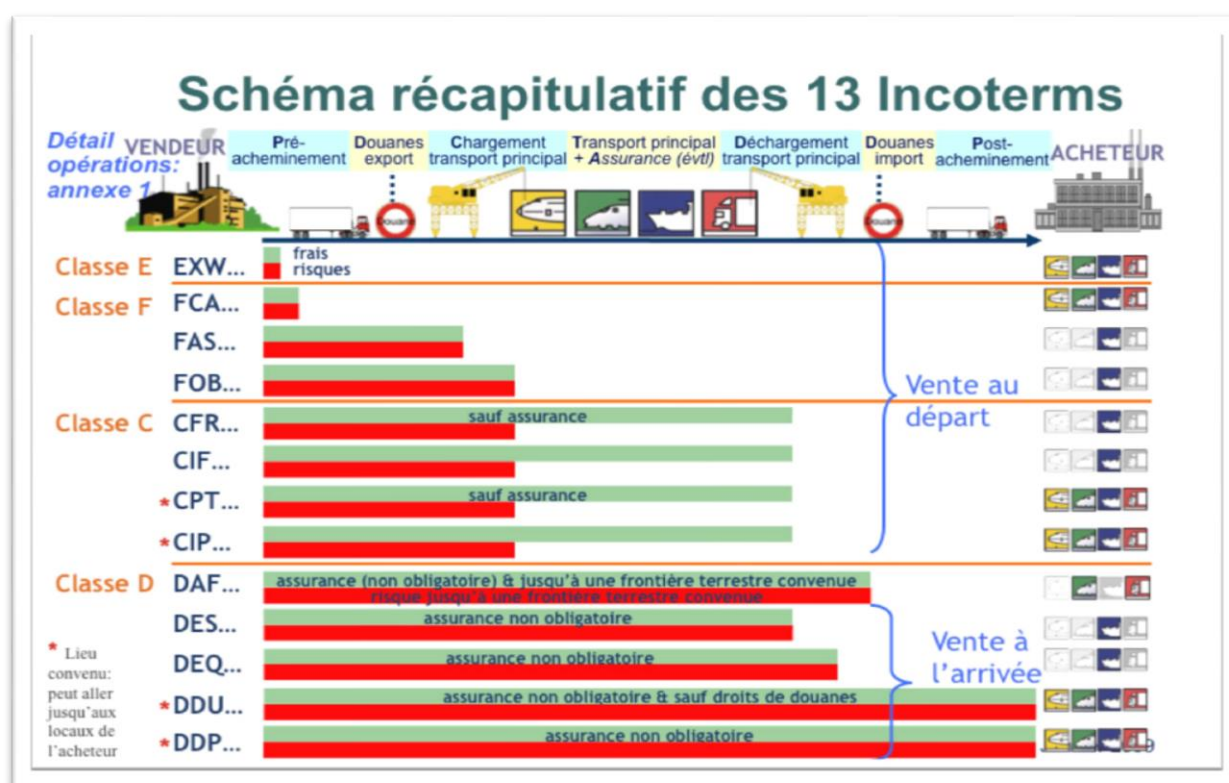 Schéma récapitulatif des 13 Incoterms
Détail
opérations:
annexe 1
VENDEUR
Pré-
acheminement
Douanes
export
Chargement
transport principal
Transport principal
+ Assurance (évtl)
Déchargement
transport principal
Douanes
import
Post-
acheminement
ACHETEUR
Douane
Douane
Classe E EXW...
frais
risques
Classe F FCA...
FAS...
FOB...
Classe C CFR...
sauf assurance
CIF...
*CPT...
sauf assurance
*CIP...
Vente au
départ
Classe D DAF...
assurance (non obligatoire) & jusqu'à une frontière terrestre convenue
risque jusqu'à une frontière terrestre convenue
DES...
assurance non obligatoire
DEQ...
assurance non obligatoire
*DDU...
assurance non obligatoire & sauf droits de douanes
*DDP...
assurance non obligatoire
Vente à
l'arrivée
* Lieu
convenu:
peut aller
jusqu'aux
locaux de
l'acheteur